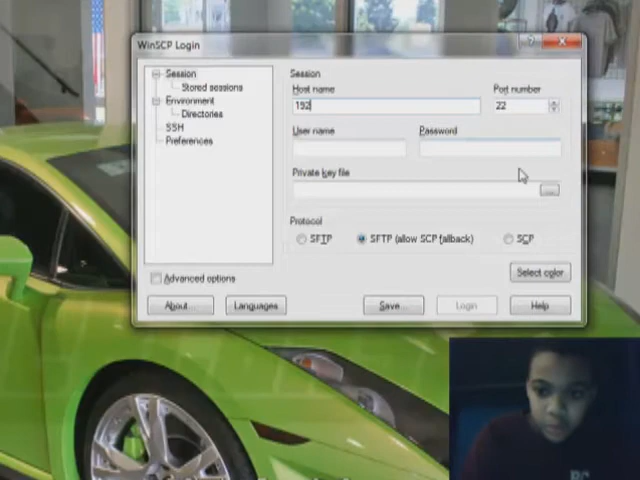 WinSCP Login
Session
Stored sessions
Environment
Directories
SSH
Preferences
Session
Host name
Port number
192
22
User name
Password
Private key file
...
Protocol
SFTP
SFTP (allow SCP fallback)
SCP
Select color
Advanced options
About...
Languages
Save...
Login
Help